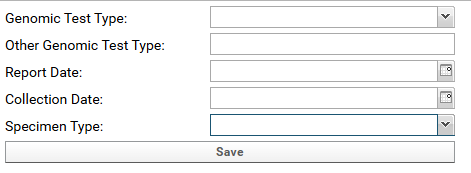 Genomic Test Type:
Other Genomic Test Type:
Report Date:
Collection Date:
Specimen Type:
Save